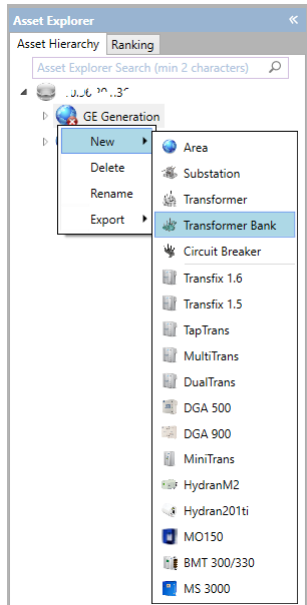 Asset Explorer
Asset Hierarchy Ranking
Asset Explorer Search (min 2 characters)
GE Generation
New
Delete
Rename
Export
Area
Substation
Transformer
Transformer Bank
Circuit Breaker
Transfix 1.6
Transfix 1.5
TapTrans
MultiTrans
DualTrans
DGA 500
DGA 900
MiniTrans
HydranM2
Hydran201ti
MO150
BMT 300/330
MS 3000